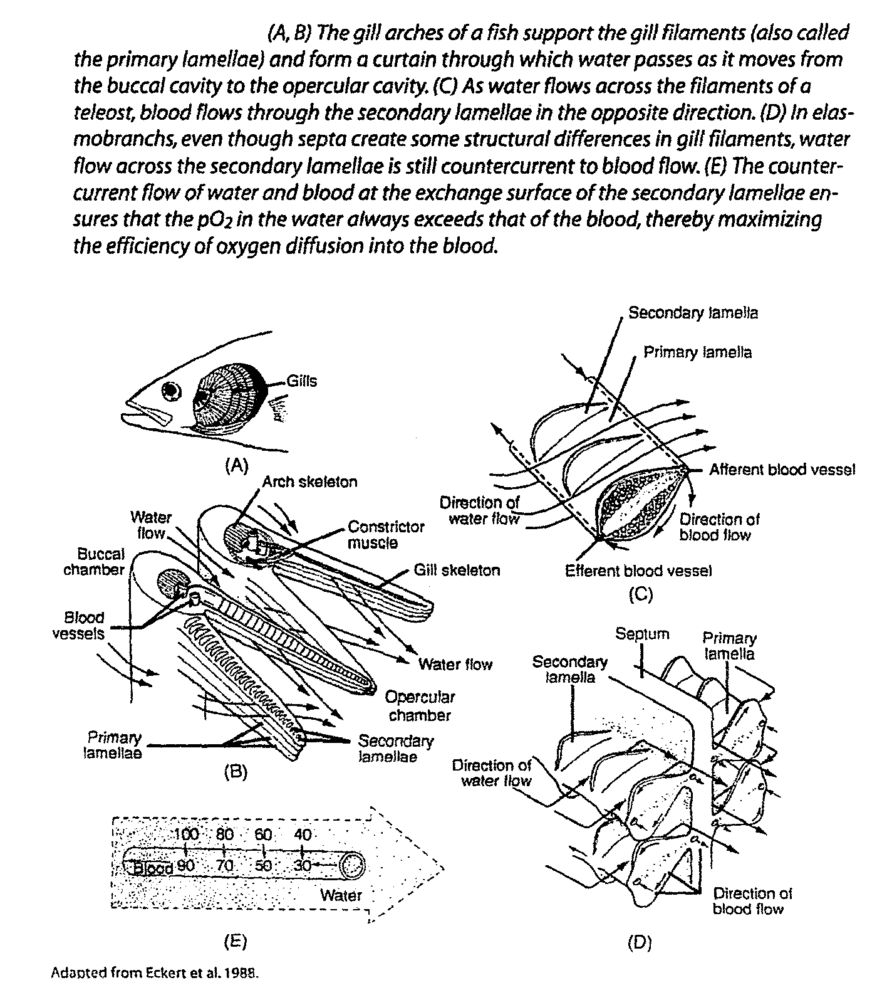 (A, B) The gill arches of a fish support the gill filaments (also called
the primary lamellae) and form a curtain through which water passes as it moves from
the buccal cavity to the opercular cavity. (C) As water flows across the filaments of a
teleost, blood flows through the secondary lamellae in the opposite direction. (D) In elas-
mobranchs, even though septa create some structural differences in gill filaments, water
flow across the secondary lamellae is still countercurrent to blood flow. (E) The counter-
current flow of water and blood at the exchange surface of the secondary lamellae en-
sures that the pO2 in the water always exceeds that of the blood, thereby maximizing
the efficiency of oxygen diffusion into the blood.
Gills
(A)
Arch skeleton
Water
flow
Constrictor
muscle
Buccal
chamber
Gill skeleton
Blood
vessels
Water flow
Opercular
chamber
Primary
lamellae
Secondary
lamellae
(B)
Secondary lamella
Primary lamella
Afferent blood vessel
Direction of
water flow
Direction of
blood flow
Efferent blood vessel
(C)
Septum
Primary
lamella
Secondary
lamella
Direction of
water flow
Direction of
blood flow
(D)
100 80 60 40
Blood 90 70 50 30
Water
(E)
Adapted from Eckert et al. 1988.